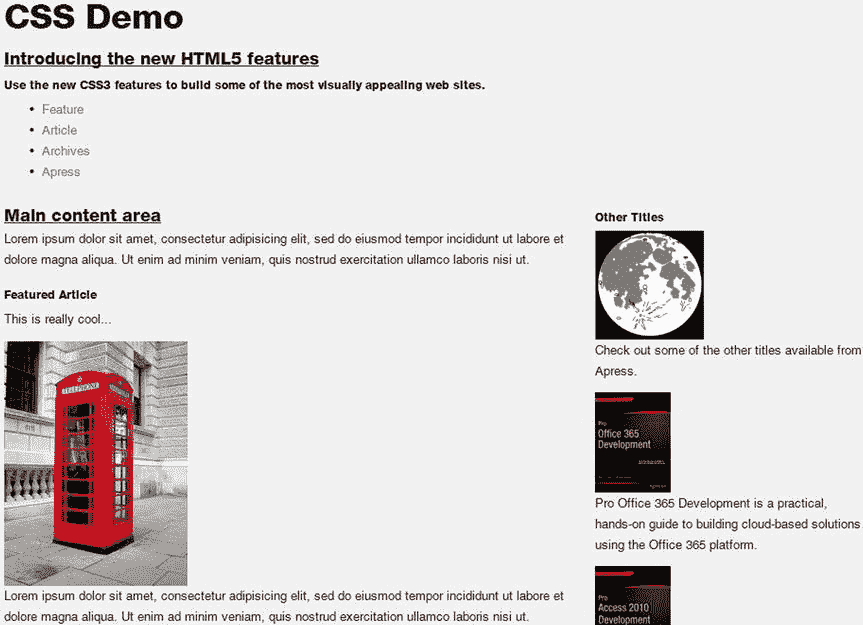 CSS Demo
Introducing the new HTML5 features
Use the new CSS3 features to build some of the most visually appealing web sites.
• Feature
• Article
• Archives
• Apress
Main content area
Lorem ipsum dolor sit amet, consectetur adipisicing elit, sed do eiusmod tempor incididunt ut labore et
dolore magna aliqua. Ut enim ad minim veniam, quis nostrud exercitation ullamco laboris nisi ut.
Featured Article
This is really cool...
TELEPHONE
Lorem ipsum dolor sit amet, consectetur adipisicing elit, sed do eiusmod tempor incididunt ut labore et
dolore magna aliqua. Ut enim ad minim veniam, quis nostrud exercitation ullamco laboris nisi ut.
Other Titles
Check out some of the other titles available from
Apress.
Pro
Office 365
Development
Pro Office 365 Development is a practical,
hands-on guide to building cloud-based solutions
using the Office 365 platform.
Pro
Access 2010
Development